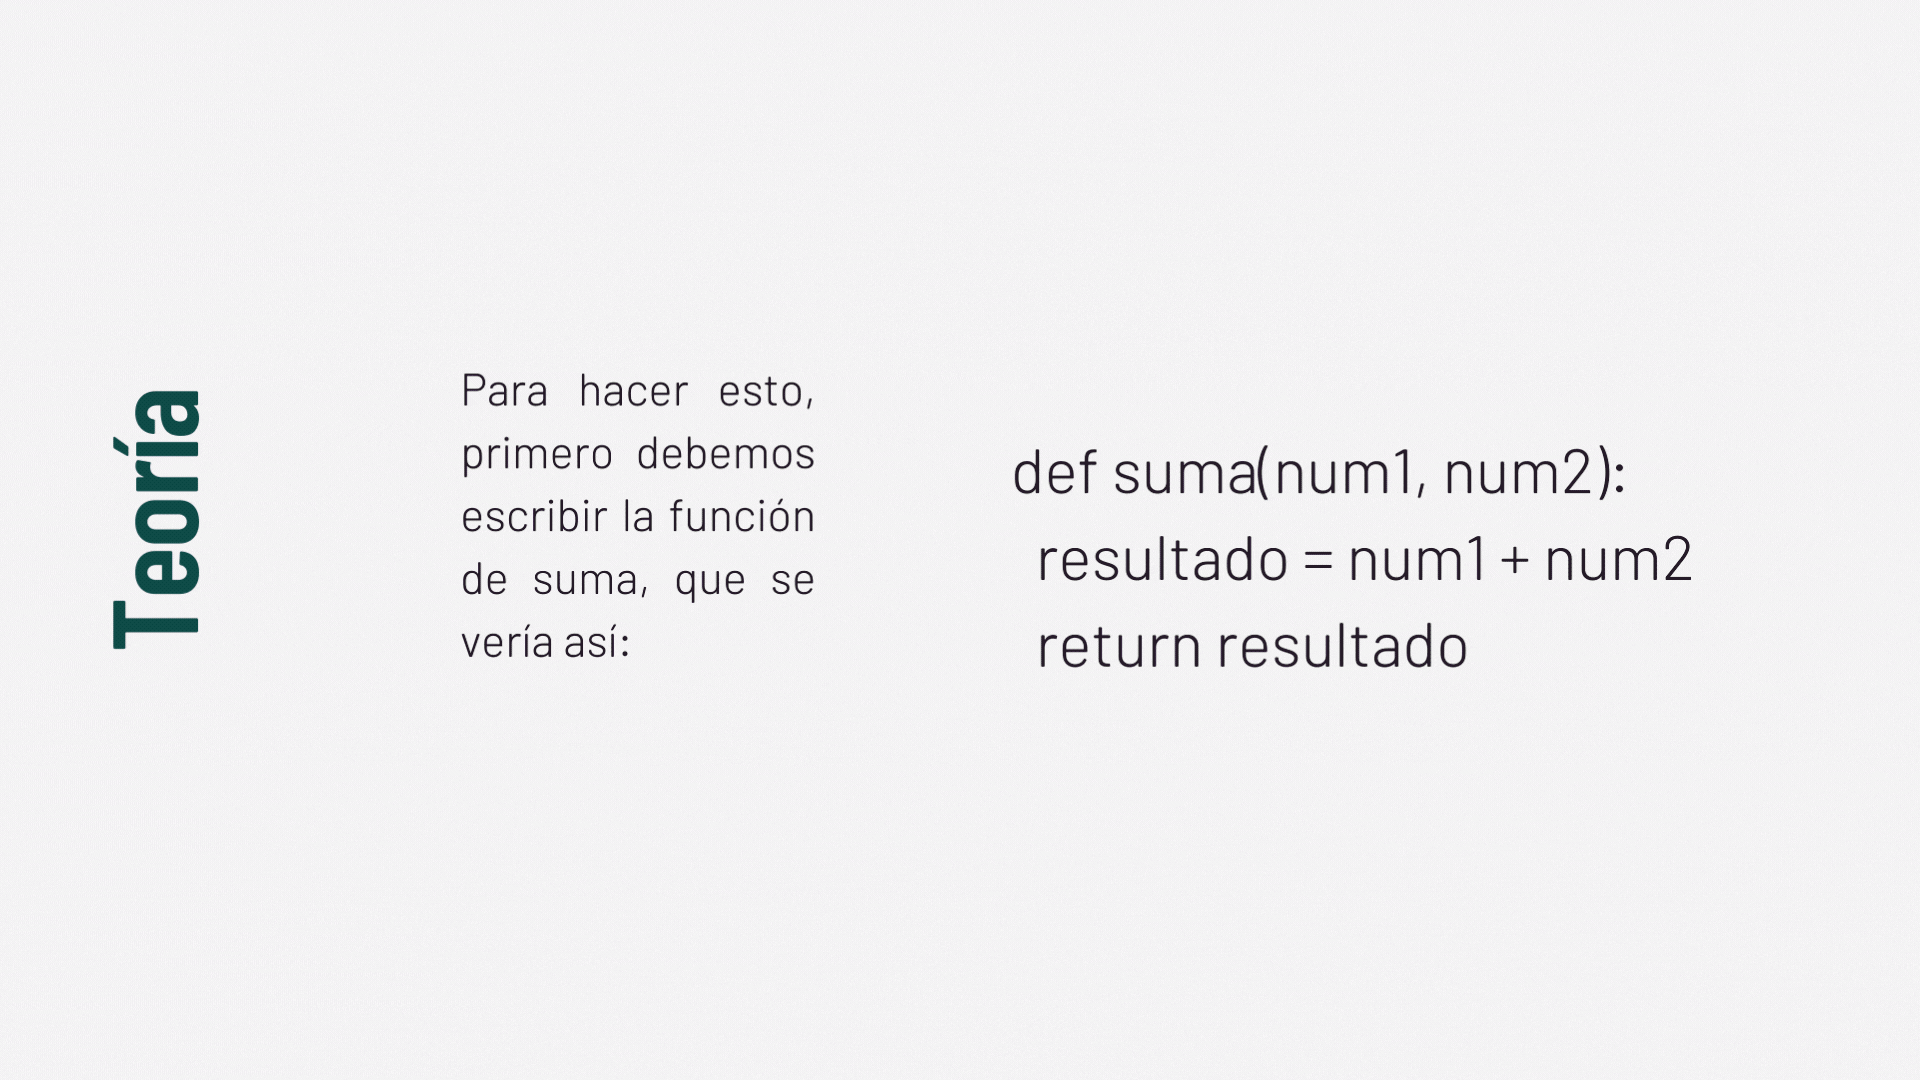 Teoría
Para hacer esto,
primero debemos
escribir la función
de suma, que se
vería así:
def suma(num1, num2):
resultado = num1 + num2
return resultado